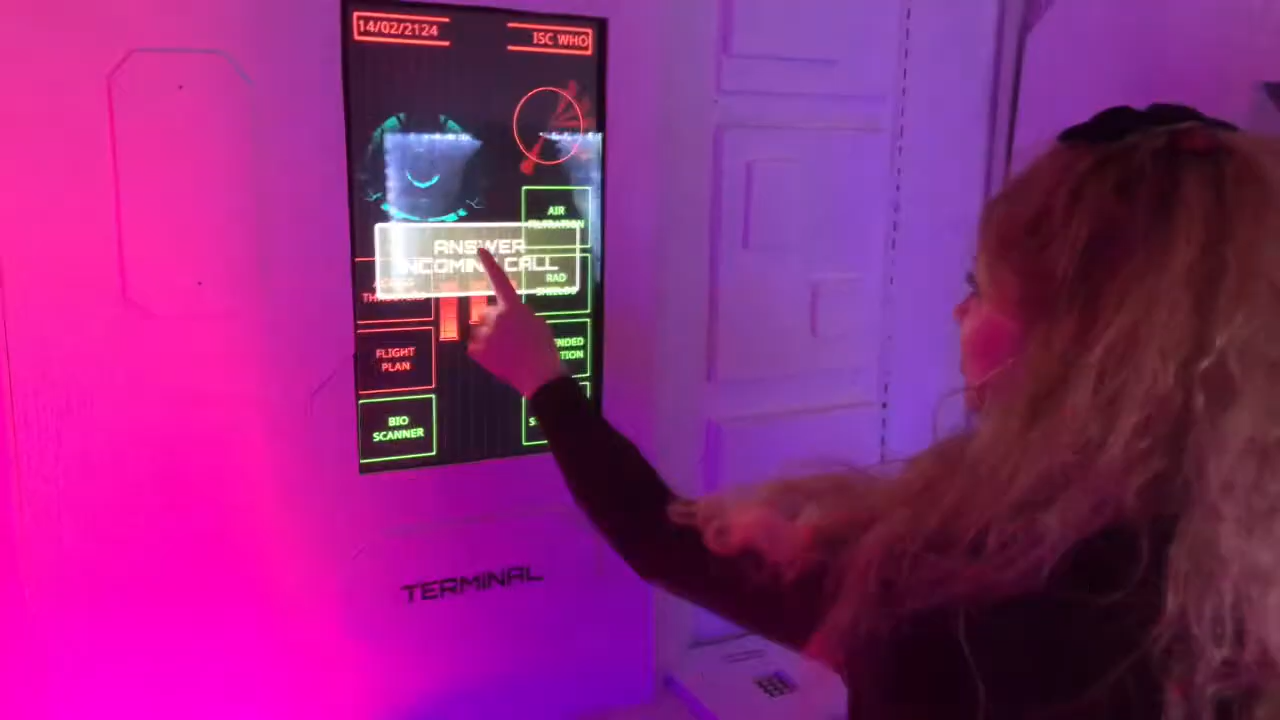 14/02/2124
ISC WHO
AIR
FILTRATION
ANSWER
INCOMING CALL
RAD
SHIELDS
FLIGHT
PLAN
BIO
SCANNER
TERMINAL